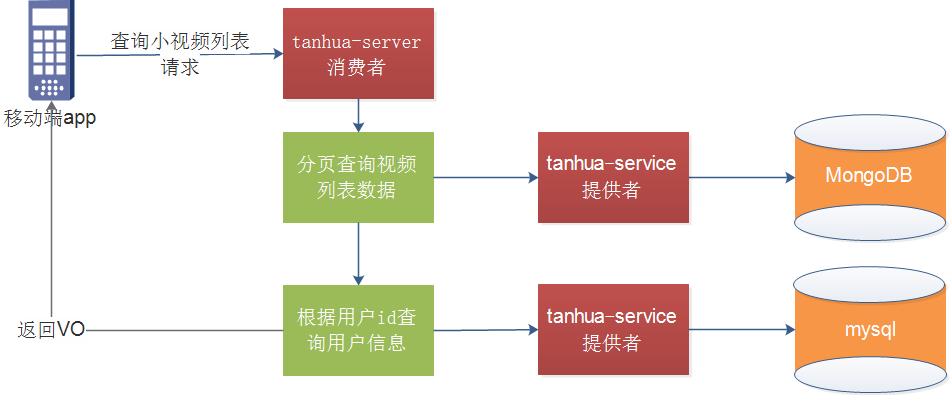 查询小视频列表
请求
tanhua-server
消费者
移动端app
分页查询视频
列表数据
tanhua-service
提供者
MongoDB
返回VO
根据用户id查
询用户信息
tanhua-service
提供者
mysql